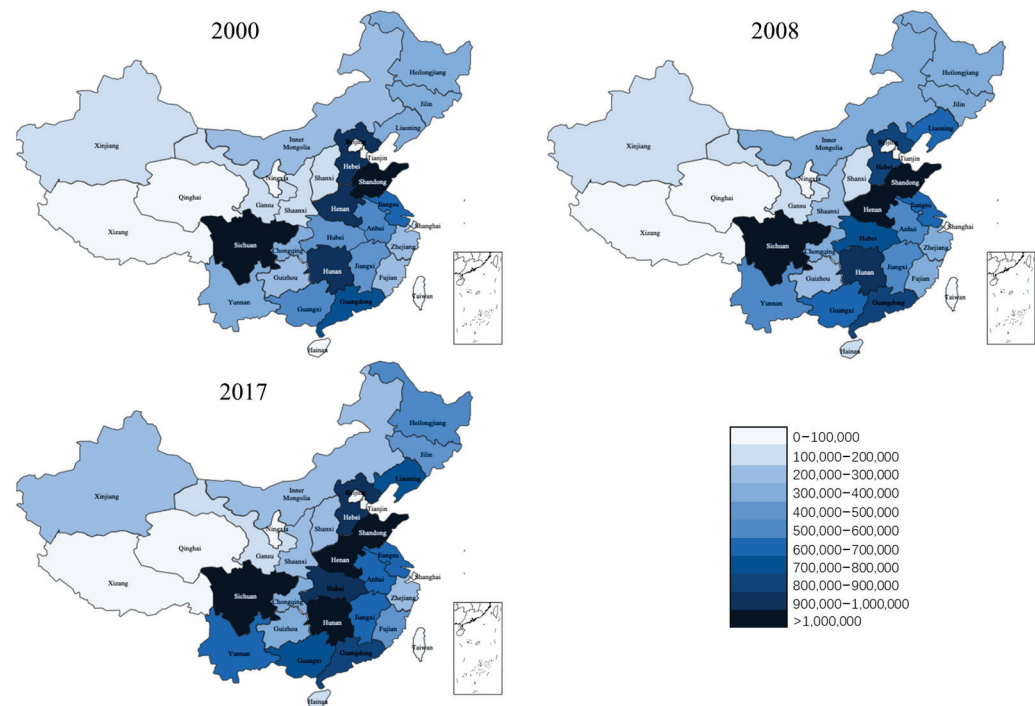 2000
Heilongjiang
Jilin
Liaoning
Inner
Mongolia
Xinjiang
Beijing
Tianjin
Hebei
Shanxi
Ningxia
Shandong
Qinghai
Gansu
Shaanxi
Henan
Jiangsu
Xizang
Sichuan
Hubei
Anhui
Shanghai
Chongqing
Zhejiang
Hunan
Jiangxi
Guizhou
Fujian
Yunnan
Guangxi
Guangdong
Taiwan
Hainan
2008
Heilongjiang
Jilin
Liaoning
Inner
Mongolia
Xinjiang
Beijing
Tianjin
Hebei
Shanxi
Ningxia
Shandong
Qinghai
Gansu
Shaanxi
Henan
Jiangsu
Xizang
Sichuan
Hubei
Anhui
Shanghai
Chongqing
Zhejiang
Hunan
Jiangxi
Guizhou
Fujian
Yunnan
Guangxi
Guangdong
Taiwan
Hainan
2017
Heilongjiang
Jilin
Liaoning
Inner
Mongolia
Xinjiang
Beijing
Tianjin
Hebei
Shanxi
Ningxia
Shandong
Qinghai
Gansu
Shaanxi
Henan
Jiangsu
Xizang
Sichuan
Hubei
Anhui
Shanghai
Chongqing
Zhejiang
Hunan
Jiangxi
Guizhou
Fujian
Yunnan
Guangxi
Guangdong
Taiwan
Hainan
0–100,000
100,000–200,000
200,000–300,000
300,000–400,000
400,000–500,000
500,000–600,000
600,000–700,000
700,000–800,000
800,000–900,000
900,000–1,000,000
>1,000,000